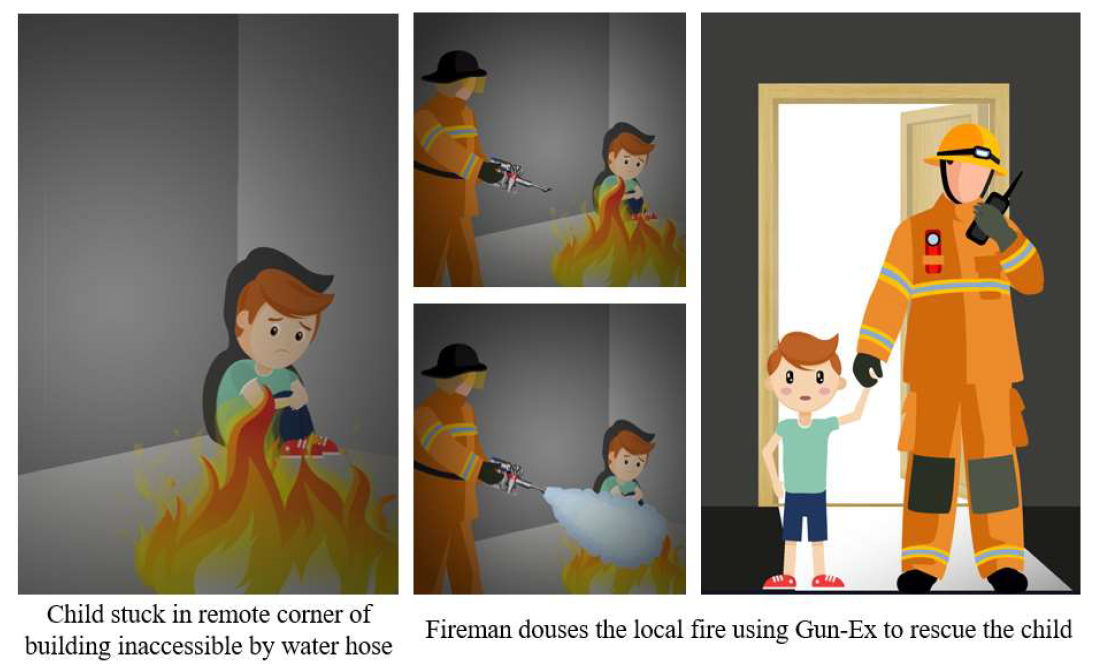 Child stuck in remote corner of
building inaccessible by water hose
Fireman douses the local fire using Gun-Ex to rescue the child